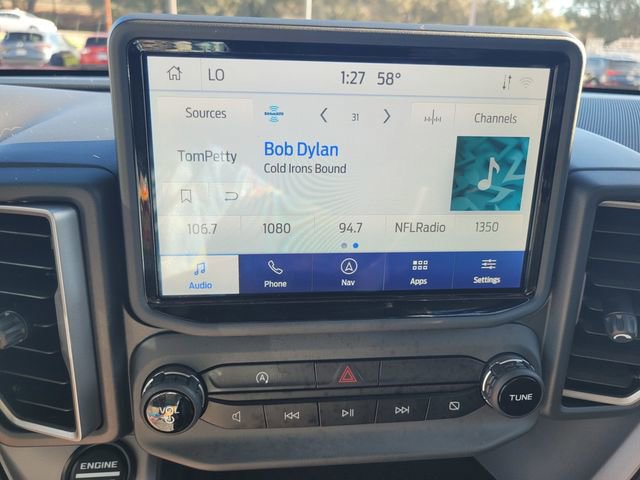 LO 1:27 58°
Sources SiriusXM 31 Channels
TomPetty Bob Dylan
Cold Irons Bound
106.7 1080 94.7 NFLRadio 1350
Audio Phone Nav Apps Settings
VOL TUNE
ENGINE